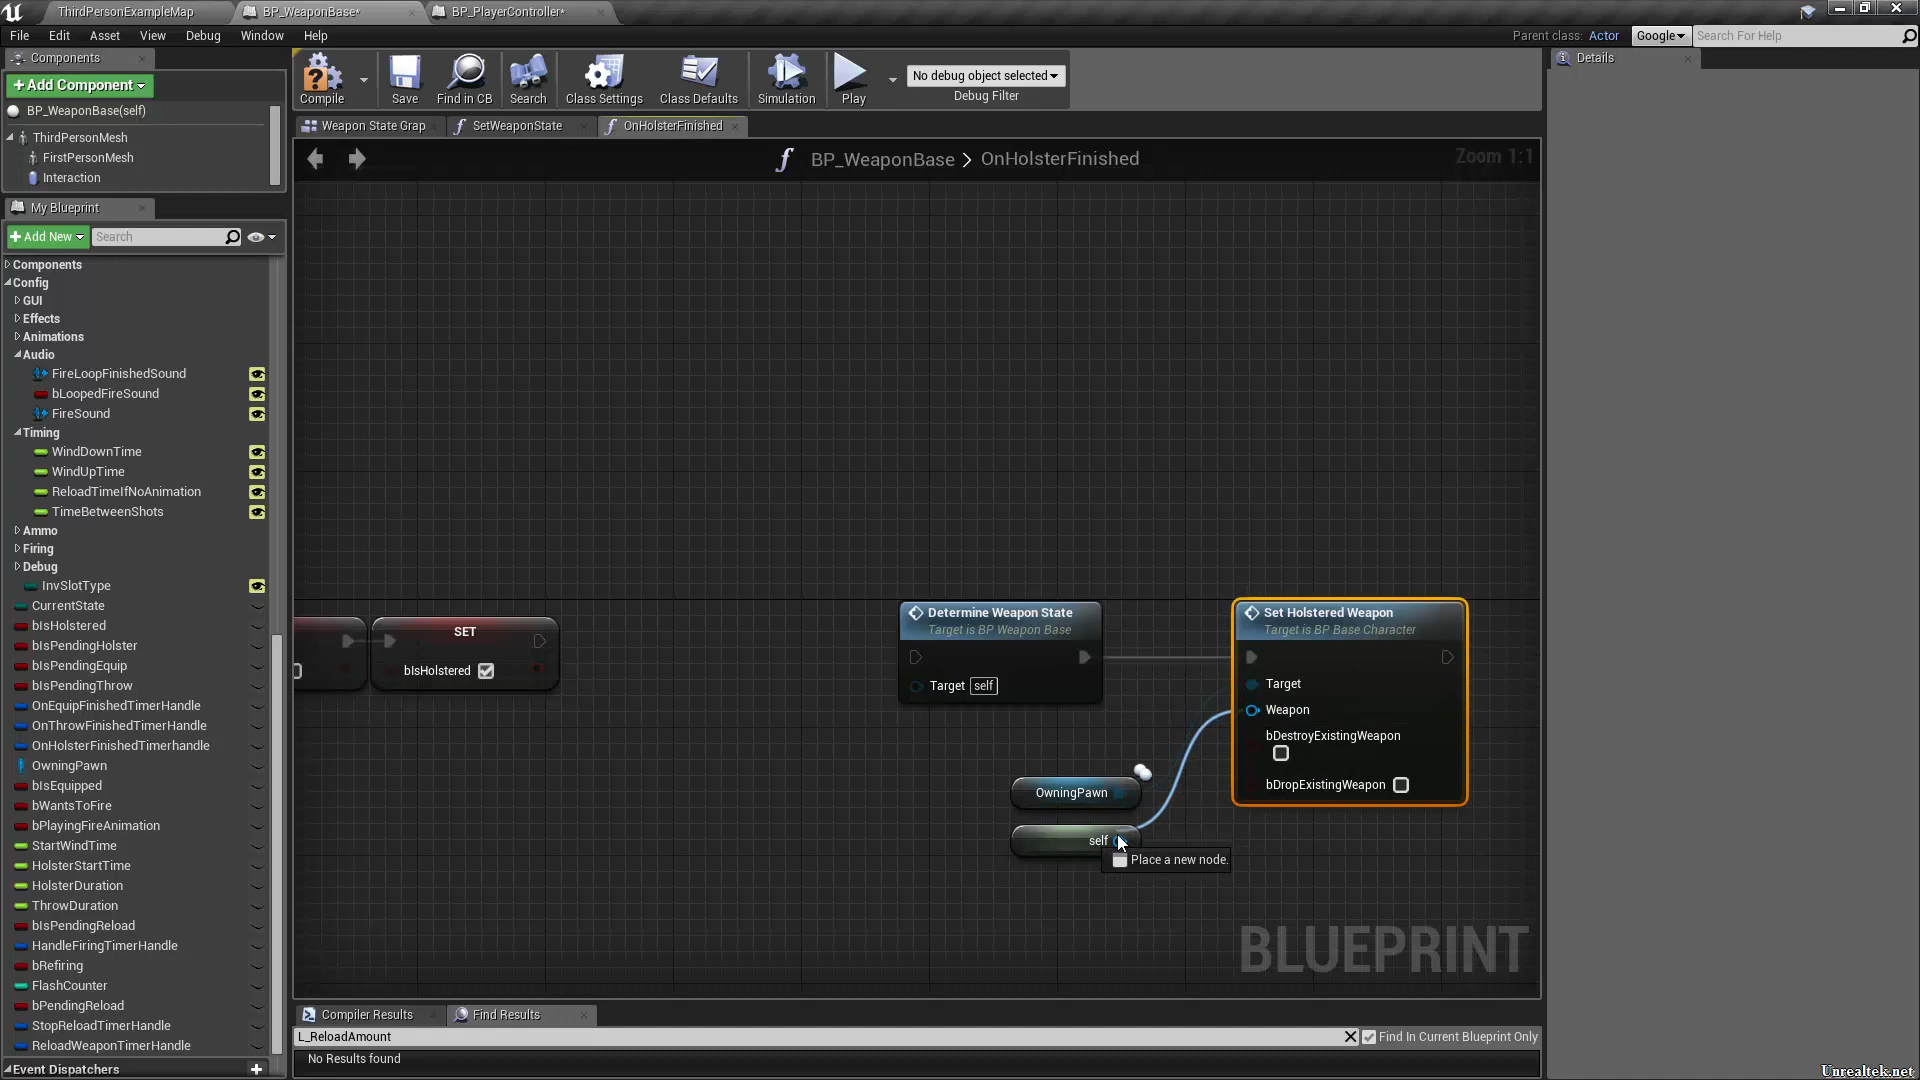 ThirdPersonExampleMap
BP_WeaponBase*
BP_PlayerController*
File Edit Asset View Debug Window Help
Parent class: Actor
Google
Search For Help
Components
+ Add Component
BP_WeaponBase(self)
ThirdPersonMesh
FirstPersonMesh
Interaction
My Blueprint
+ Add New
Search
Components
Config
GUI
Effects
Animations
Audio
FireLoopFinishedSound
bLoopedFireSound
FireSound
Timing
WindDownTime
WindUpTime
ReloadTimeIfNoAnimation
TimeBetweenShots
Ammo
Firing
Debug
InvSlotType
CurrentState
bIsHolstered
bIsPendingHolster
bIsPendingEquip
bIsPendingThrow
OnEquipFinishedTimerHandle
OnThrowFinishedTimerHandle
OnHolsterFinishedTimerhandle
OwningPawn
bIsEquipped
bWantsToFire
bPlayingFireAnimation
StartWindTime
HolsterStartTime
HolsterDuration
ThrowDuration
bIsPendingReload
HandleFiringTimerHandle
bRefiring
FlashCounter
bPendingReload
StopReloadTimerHandle
ReloadWeaponTimerHandle
Event Dispatchers
Compile
Save
Find in CB
Search
Class Settings
Class Defaults
Simulation
Play
No debug object selected
Debug Filter
Weapon State Grap
SetWeaponState
OnHolsterFinished
BP_WeaponBase > OnHolsterFinished
Zoom 1:1
SET
bIsHolstered
Determine Weapon State
Target is BP Weapon Base
Target self
Set Holstered Weapon
Target is BP Base Character
Target
Weapon
bDestroyExistingWeapon
bDropExistingWeapon
OwningPawn
self
Place a new node.
BLUEPRINT
Compiler Results
Find Results
L_ReloadAmount
Find In Current Blueprint Only
No Results found
Details
Unrealtek.net